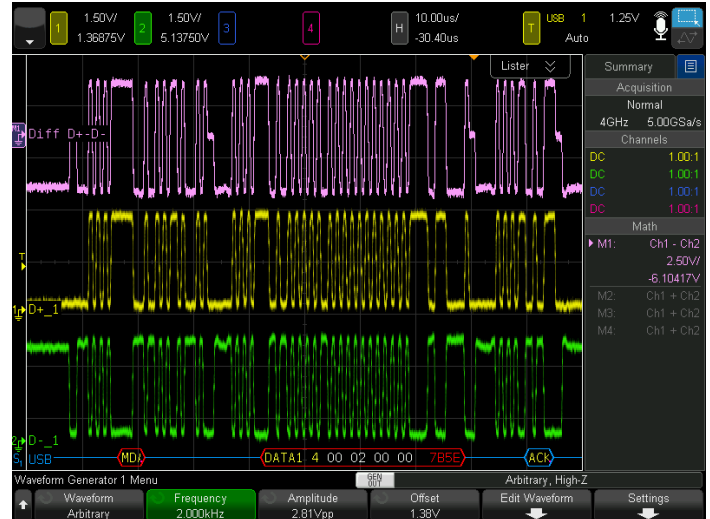 1 1.50V/ 1.36875V 2 1.50V/ 5.13750V 3 4 H 10.00us/ -30.40us T USB 1 1.25V Auto
Lister
Summary
Acquisition
Normal
4GHz 5.00GSa/s
Channels
DC 1.00:1
DC 1.00:1
DC 1.00:1
DC 1.00:1
Math
M1: Ch1 - Ch2
2.50V/
-6.10417V
M2: Ch1 + Ch2
M3: Ch1 + Ch2
M4: Ch1 + Ch2
M1 Diff D+-D-
T
1 D+_1
2 D-_1
S1 USB MDA DATA1 4 00 02 00 00 7B5E ACK
Waveform Generator 1 Menu GEN OUT Arbitrary, High-Z
Waveform Arbitrary
Frequency 2.000kHz
Amplitude 2.81Vpp
Offset 1.38V
Edit Waveform
Settings